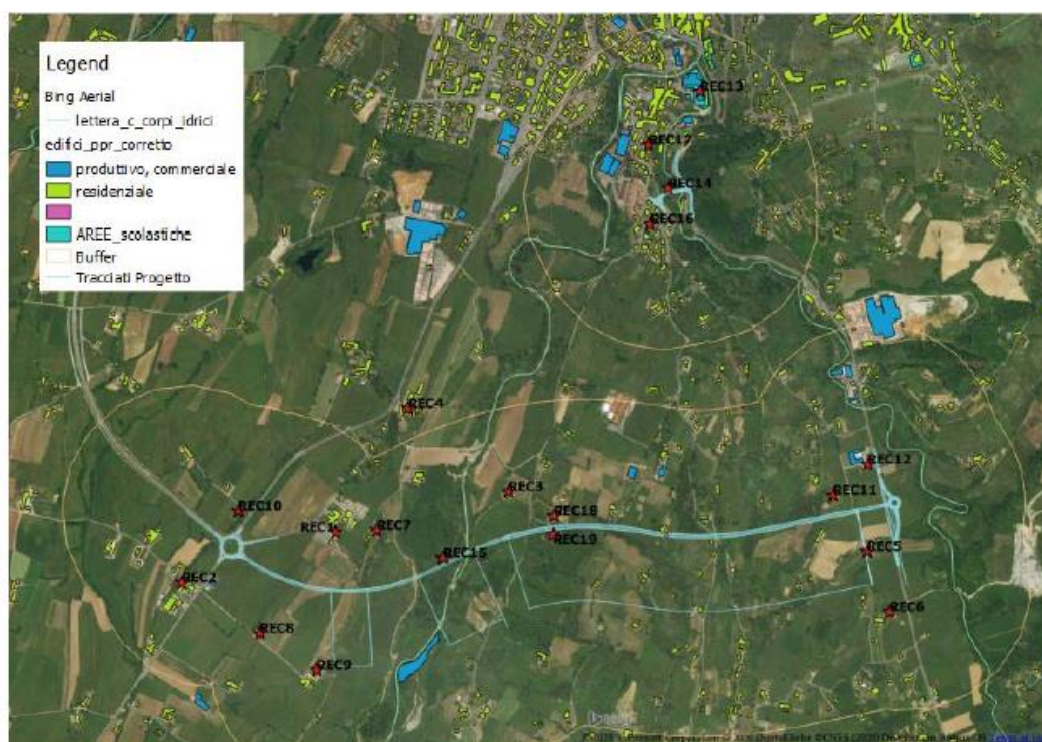 Legend
Bing Aerial
lettera_c_corpi_idrici
edifici_ppr_corretto
produttivo, commerciale
residenziale
AREE_scolastiche
Buffer
Tracciati Progetto
REC13
REC17
REC14
REC16
REC4
REC12
REC3
REC11
REC10
REC18
REC1
REC7
REC19
REC15
REC5
REC2
REC6
REC8
REC9